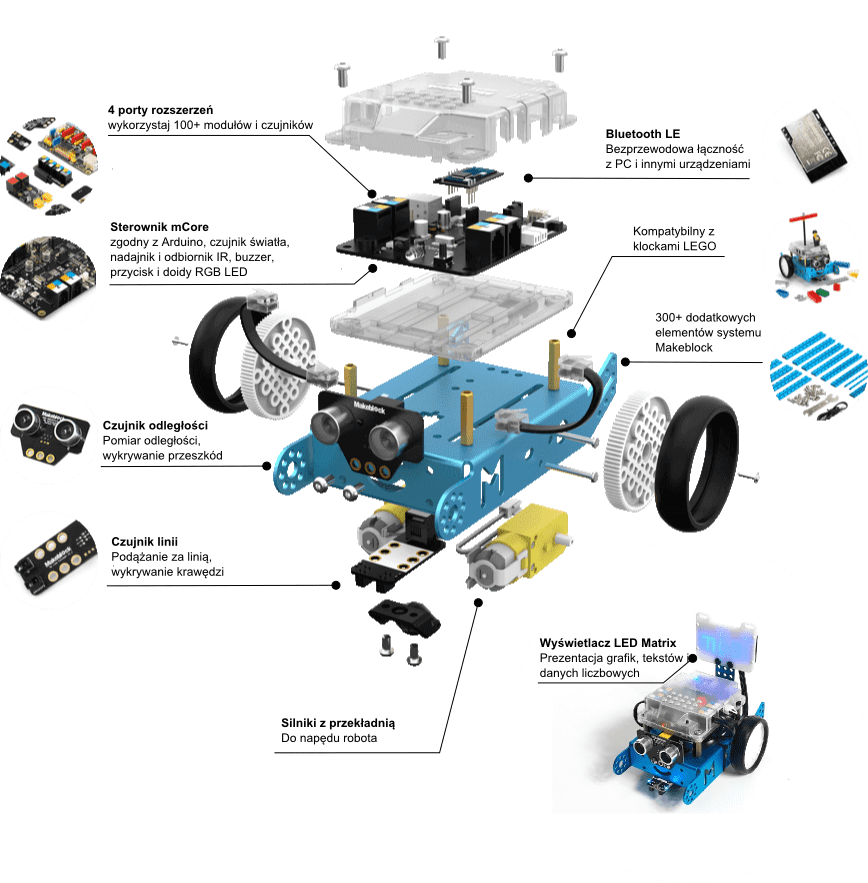 4 porty rozszerzeń
wykorzystaj 100+ modułów i czujników
Bluetooth LE
Bezprzewodowa łączność
z PC i innymi urządzeniami
Sterownik mCore
zgodny z Arduino, czujnik światła,
nadajnik i odbiornik IR, buzzer,
przycisk i doidy RGB LED
Kompatybilny z
klockami LEGO
300+ dodatkowych
elementów systemu
Makeblock
Makeblock
Czujnik odległości
Pomiar odległości,
wykrywanie przeszkód
Czujnik linii
Podążanie za linią,
wykrywanie krawędzi
Makeblock
Wyświetlacz LED Matrix
Prezentacja grafik, tekstów i
danych liczbowych
Silniki z przekładnią
Do napędu robota